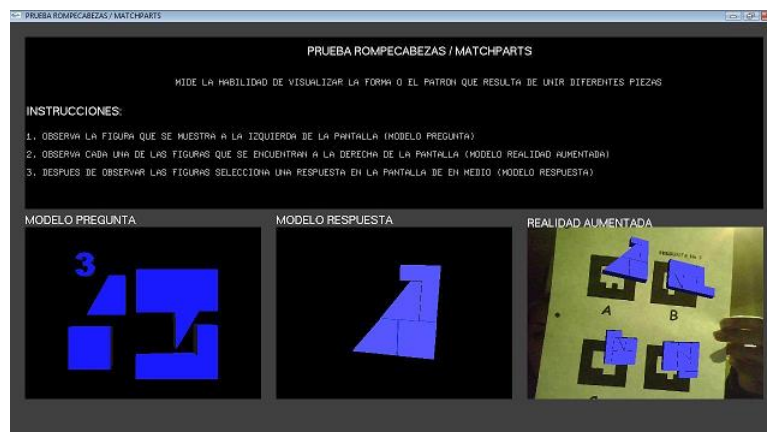 PRUEBA ROMPECABEZAS / MATCHPARTS
PRUEBA ROMPECABEZAS / MATCHPARTS
MIDE LA HABILIDAD DE VISUALIZAR LA FORMA O EL PATRON QUE RESULTA DE UNIR DIFERENTES PIEZAS
INSTRUCCIONES:
1. OBSERVA LA FIGURA QUE SE MUESTRA A LA IZQUIERDA DE LA PANTALLA (MODELO PREGUNTA)
2. OBSERVA CADA UNA DE LAS FIGURAS QUE SE ENCUENTRAN A LA DERECHA DE LA PANTALLA (MODELO REALIDAD AUMENTADA)
3. DESPUES DE OBSERVAR LAS FIGURAS SELECCIONA UNA RESPUESTA EN LA PANTALLA DE EN MEDIO (MODELO RESPUESTA)
MODELO PREGUNTA
MODELO RESPUESTA
REALIDAD AUMENTADA
3
A
B